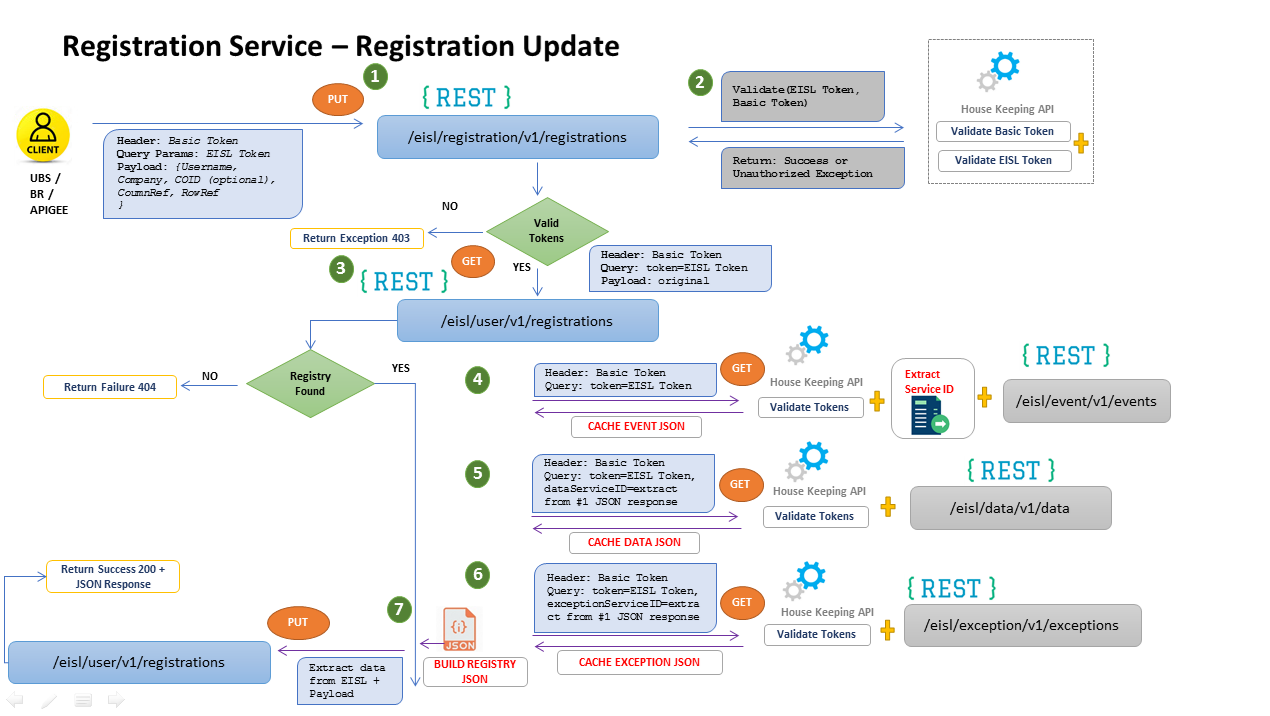 Registration Service – Registration Update
1
PUT
{ REST }
/eisl/registration/v1/registrations
CLIENT
UBS /
BR /
APIGEE
Header: Basic Token
Query Params: EISL Token
Payload: {Username,
Company, COID (optional),
CoumnRef, RowRef
}
2
Validate(EISL Token,
Basic Token)
Return: Success or
Unauthorized Exception
House Keeping API
Validate Basic Token
Validate EISL Token
NO
Valid
Tokens
Return Exception 403
YES
GET
3
{ REST }
Header: Basic Token
Query: token=EISL Token
Payload: original
/eisl/user/v1/registrations
Registry
Found
NO
YES
Return Failure 404
4
Header: Basic Token
Query: token=EISL Token
GET
CACHE EVENT JSON
House Keeping API
Validate Tokens
Extract
Service ID
{ REST }
/eisl/event/v1/events
5
Header: Basic Token
Query: token=EISL Token,
dataServiceID=extract
from #1 JSON response
GET
CACHE DATA JSON
House Keeping API
Validate Tokens
{ REST }
/eisl/data/v1/data
6
Header: Basic Token
Query: token=EISL Token,
exceptionServiceID=extra
ct from #1 JSON response
GET
CACHE EXCEPTION JSON
House Keeping API
Validate Tokens
{ REST }
/eisl/exception/v1/exceptions
7
{i}
JSON
BUILD REGISTRY
JSON
PUT
Extract data
from EISL +
Payload
/eisl/user/v1/registrations
Return Success 200 +
JSON Response